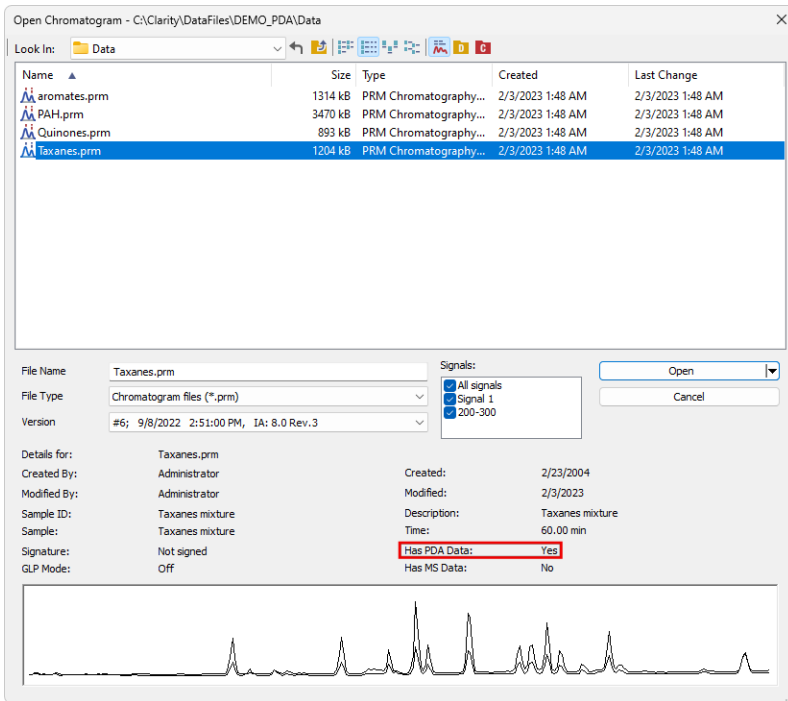 Open Chromatogram - C:\Clarity\DataFiles\DEMO_PDA\Data
Look In: Data D C
Name Size Type Created Last Change
aromates.prm 1314 kB PRM Chromatography... 2/3/2023 1:48 AM 2/3/2023 1:48 AM
PAH.prm 3470 kB PRM Chromatography... 2/3/2023 1:48 AM 2/3/2023 1:48 AM
Quinones.prm 893 kB PRM Chromatography... 2/3/2023 1:48 AM 2/3/2023 1:48 AM
Taxanes.prm 1204 kB PRM Chromatography... 2/3/2023 1:48 AM 2/3/2023 1:48 AM
File Name Taxanes.prm
File Type Chromatogram files (*.prm)
Version #6; 9/8/2022 2:51:00 PM, IA: 8.0 Rev.3
Signals:
All signals
Signal 1
200-300
Open
Cancel
Details for: Taxanes.prm
Created By: Administrator Created: 2/23/2004
Modified By: Administrator Modified: 2/3/2023
Sample ID: Taxanes mixture Description: Taxanes mixture
Sample: Taxanes mixture Time: 60.00 min
Signature: Not signed Has PDA Data: Yes
GLP Mode: Off Has MS Data: No